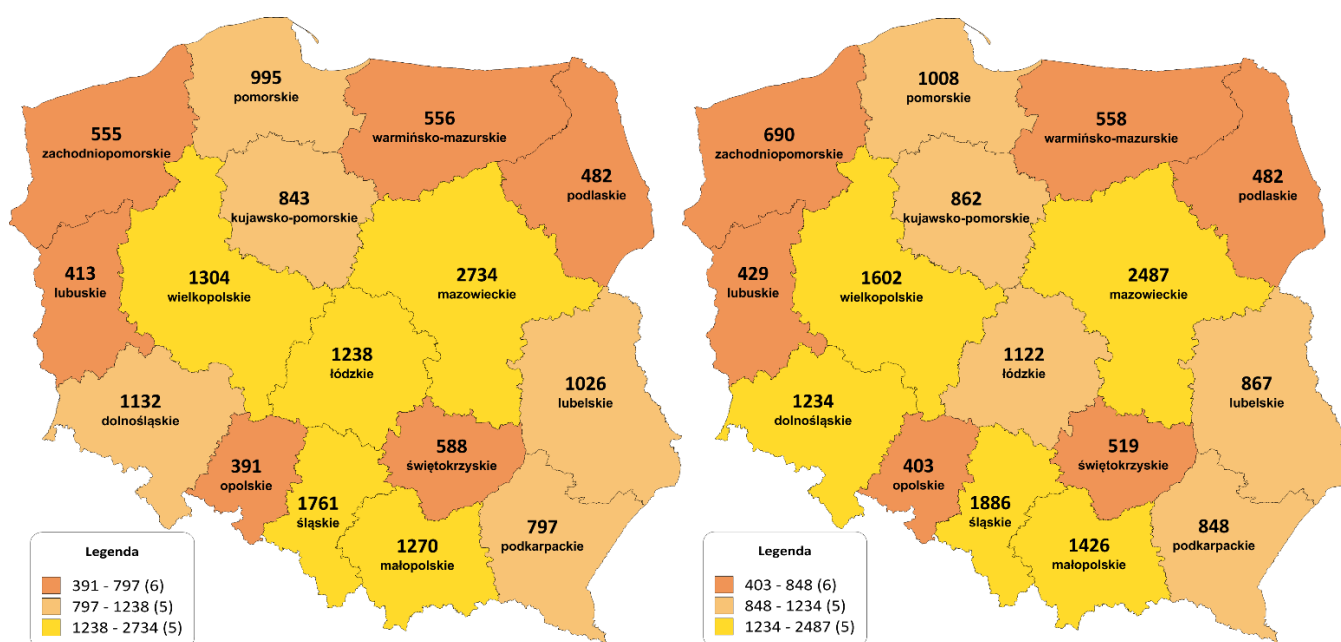 995
pomorskie
556
warmińsko-mazurskie
555
zachodniopomorskie
482
podlaskie
843
kujawsko-pomorskie
413
lubuskie
1304
wielkopolskie
2734
mazowieckie
1238
łódzkie
1026
lubelskie
1132
dolnośląskie
588
świętokrzyskie
391
opolskie
1761
śląskie
797
podkarpackie
1270
małopolskie
Legenda
391 - 797 (6)
797 - 1238 (5)
1238 - 2734 (5)
1008
pomorskie
558
warmińsko-mazurskie
690
zachodniopomorskie
482
podlaskie
862
kujawsko-pomorskie
429
lubuskie
1602
wielkopolskie
2487
mazowieckie
1122
łódzkie
867
lubelskie
1234
dolnośląskie
519
świętokrzyskie
403
opolskie
1886
śląskie
848
podkarpackie
1426
małopolskie
Legenda
403 - 848 (6)
848 - 1234 (5)
1234 - 2487 (5)